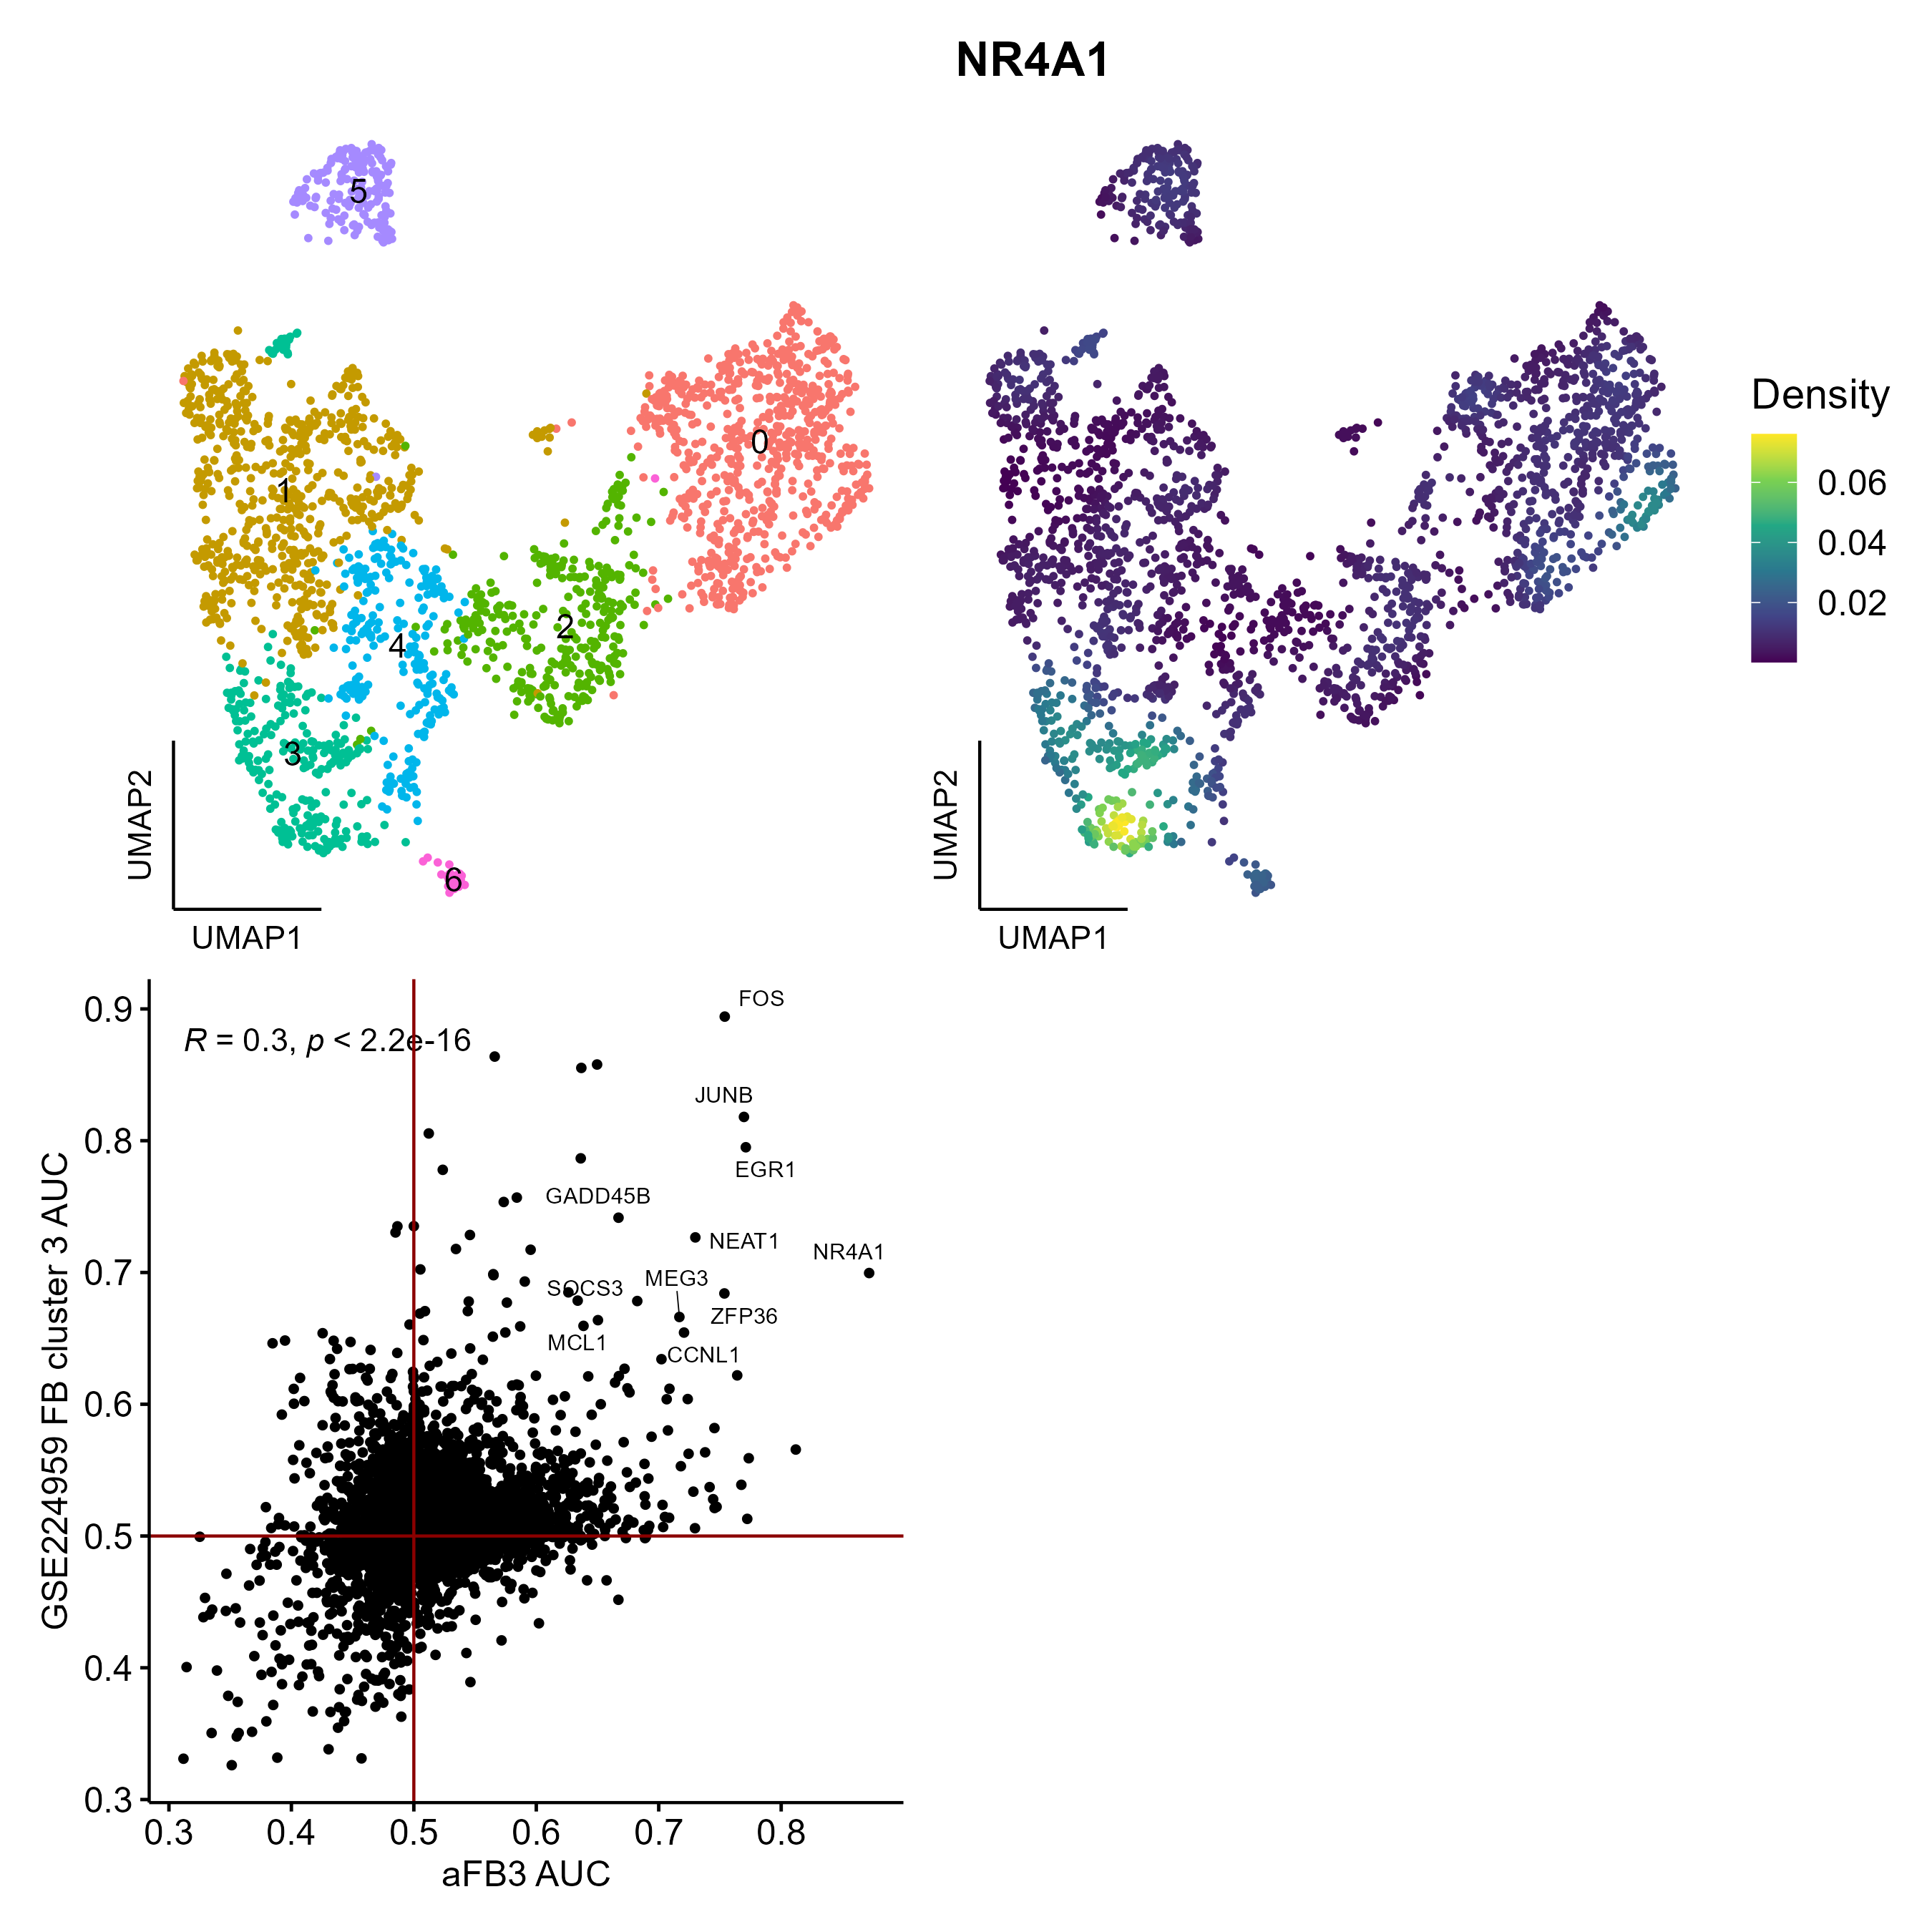 NR4A1
5
0
1
2
4
3
6
UMAP2
UMAP1
UMAP2
UMAP1
Density
0.06
0.04
0.02
R = 0.3, p < 2.2e-16
FOS
JUNB
EGR1
GADD45B
NEAT1
NR4A1
SOCS3
MEG3
ZFP36
MCL1
CCNL1
GSE224959 FB cluster 3 AUC
0.9
0.8
0.7
0.6
0.5
0.4
0.3
0.3 0.4 0.5 0.6 0.7 0.8
aFB3 AUC